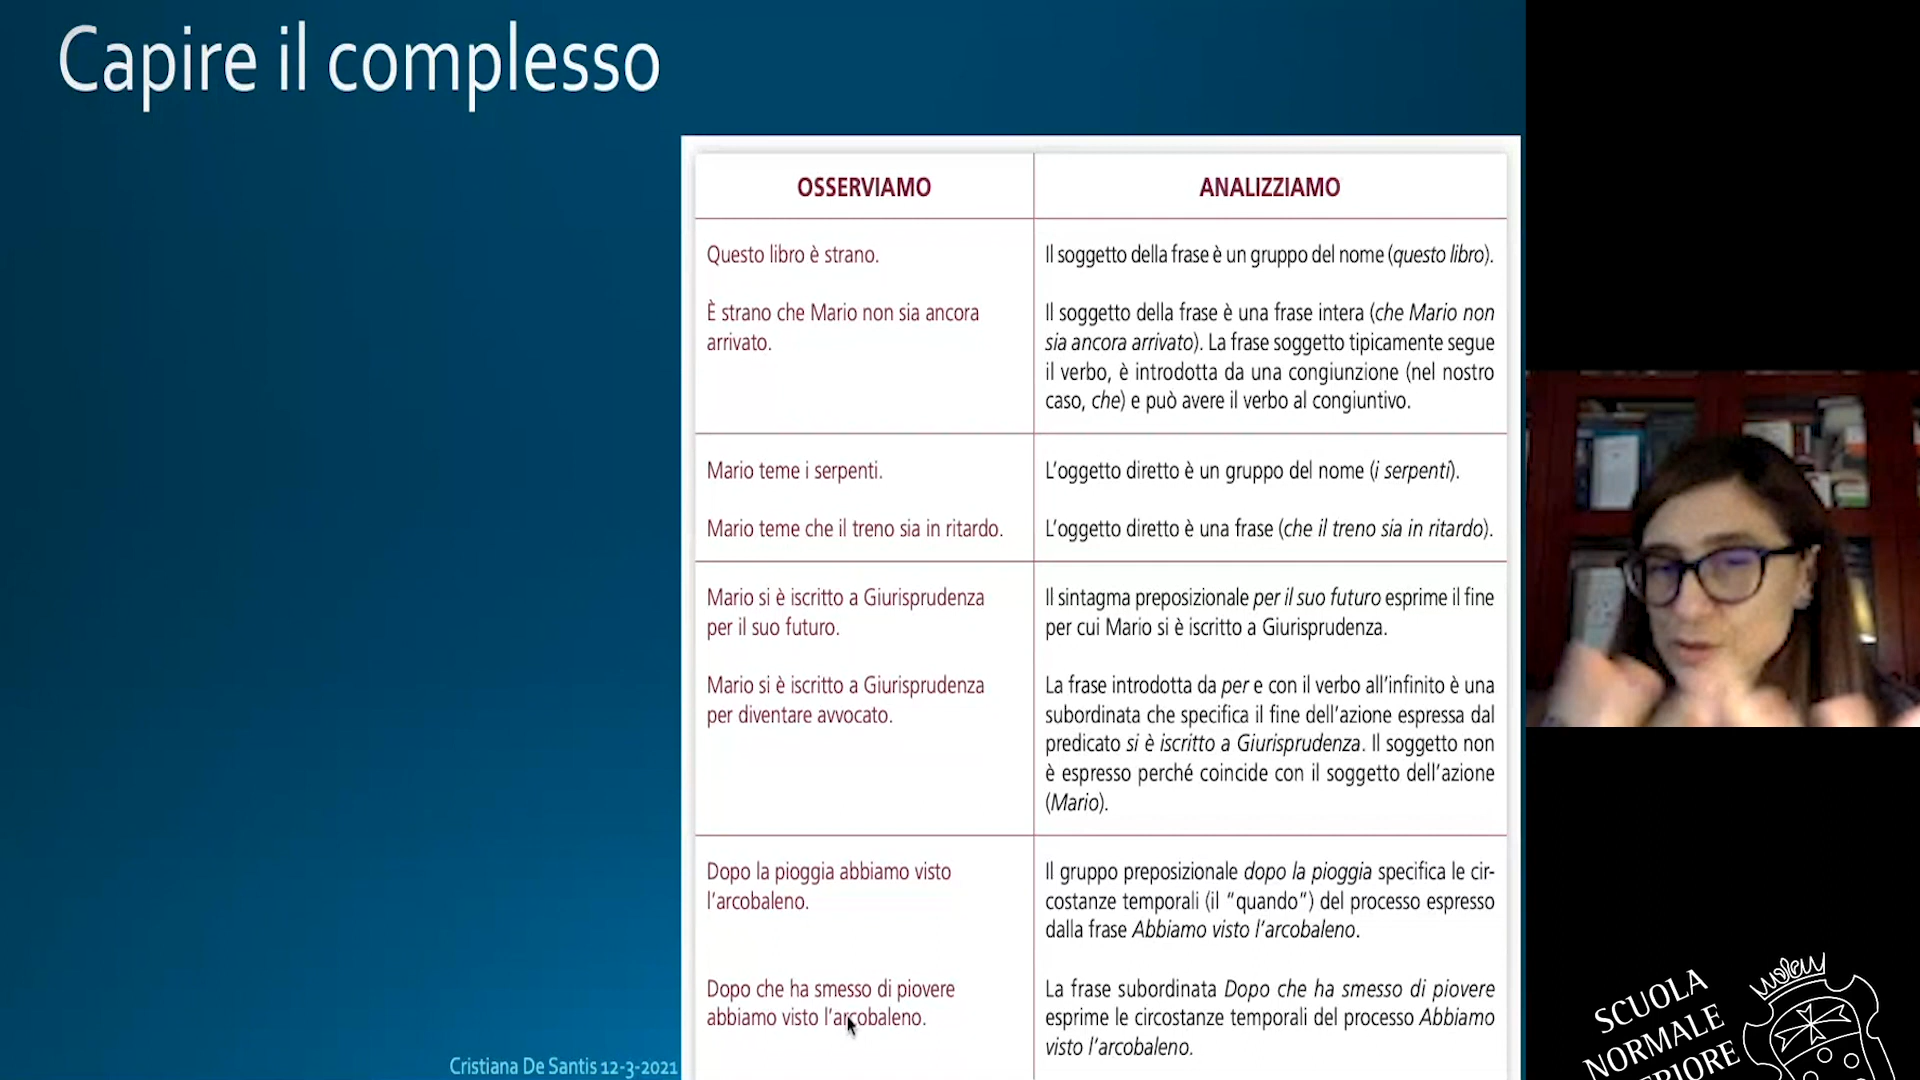 Capire il complesso
OSSERVIAMO
ANALIZZIAMO
Questo libro è strano.
Il soggetto della frase è un gruppo del nome (questo libro).
È strano che Mario non sia ancora
arrivato.
Il soggetto della frase è una frase intera (che Mario non
sia ancora arrivato). La frase soggetto tipicamente segue
il verbo, è introdotta da una congiunzione (nel nostro
caso, che) e può avere il verbo al congiuntivo.
Mario teme i serpenti.
L'oggetto diretto è un gruppo del nome (i serpenti).
Mario teme che il treno sia in ritardo.
L'oggetto diretto è una frase (che il treno sia in ritardo).
Mario si è iscritto a Giurisprudenza
per il suo futuro.
Il sintagma preposizionale per il suo futuro esprime il fine
per cui Mario si è iscritto a Giurisprudenza.
Mario si è iscritto a Giurisprudenza
per diventare avvocato.
La frase introdotta da per e con il verbo all'infinito è una
subordinata che specifica il fine dell'azione espressa dal
predicato si è iscritto a Giurisprudenza. Il soggetto non
è espresso perché coincide con il soggetto dell'azione
(Mario).
Dopo la pioggia abbiamo visto
l'arcobaleno.
Il gruppo preposizionale dopo la pioggia specifica le cir-
costanze temporali (il "quando") del processo espresso
dalla frase Abbiamo visto l'arcobaleno.
Dopo che ha smesso di piovere
abbiamo visto l'arcobaleno.
La frase subordinata Dopo che ha smesso di piovere
esprime le circostanze temporali del processo Abbiamo
visto l'arcobaleno.
Cristiana De Santis 12-3-2021
SCUOLA
NORMALE